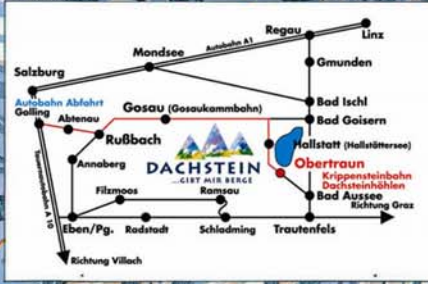 Regau
Linz
Mondsee
Autobahn A1
Gmunden
Salzburg
Autobahn Abfahrt
Golling
Abtenau
Gosau (Gosaukammbahn)
Bad Ischl
Bad Goisern
Rußbach
Hallstatt (Hallstättersee)
Annaberg
DACHSTEIN
...GIBT MIR BERGE
Obertraun
Krippensteinbahn
Dachsteinhöhlen
Tauernautobahn A 10
Filzmoos
Ramsau
Bad Aussee
Richtung Graz
Eben/Pg.
Radstadt
Schladming
Trautenfels
Richtung Villach